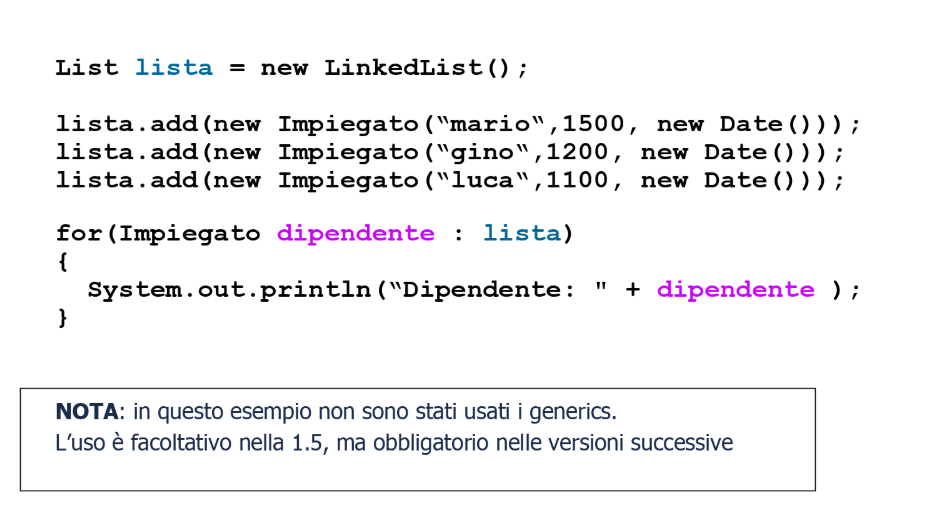 List lista = new LinkedList();
lista.add(new Impiegato(‟mario‟,1500, new Date()));
lista.add(new Impiegato(‟gino‟,1200, new Date()));
lista.add(new Impiegato(‟luca‟,1100, new Date()));
for(Impiegato dipendente : lista)
{
System.out.println(‟Dipendente: " + dipendente );
}
NOTA: in questo esempio non sono stati usati i generics.
L’uso è facoltativo nella 1.5, ma obbligatorio nelle versioni successive